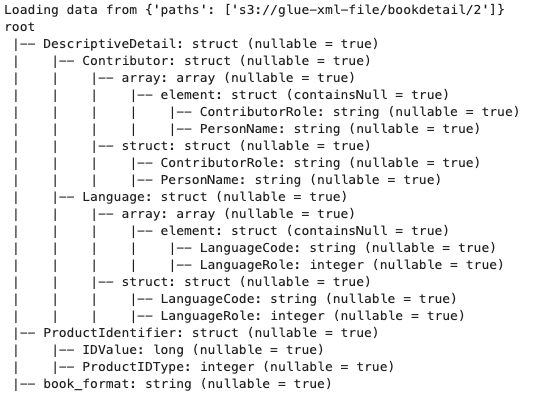 Loading data from {'paths': ['s3://glue-xml-file/bookdetail/2']}
root
 |-- DescriptiveDetail: struct (nullable = true)
 |    |-- Contributor: struct (nullable = true)
 |    |    |-- array: array (nullable = true)
 |    |    |    |-- element: struct (containsNull = true)
 |    |    |    |    |-- ContributorRole: string (nullable = true)
 |    |    |    |    |-- PersonName: string (nullable = true)
 |    |    |-- struct: struct (nullable = true)
 |    |    |    |-- ContributorRole: string (nullable = true)
 |    |    |    |-- PersonName: string (nullable = true)
 |    |-- Language: struct (nullable = true)
 |    |    |-- array: array (nullable = true)
 |    |    |    |-- element: struct (containsNull = true)
 |    |    |    |    |-- LanguageCode: string (nullable = true)
 |    |    |    |    |-- LanguageRole: integer (nullable = true)
 |    |    |-- struct: struct (nullable = true)
 |    |    |    |-- LanguageCode: string (nullable = true)
 |    |    |    |-- LanguageRole: integer (nullable = true)
 |-- ProductIdentifier: struct (nullable = true)
 |    |-- IDValue: long (nullable = true)
 |    |-- ProductIDType: integer (nullable = true)
 |-- book_format: string (nullable = true)